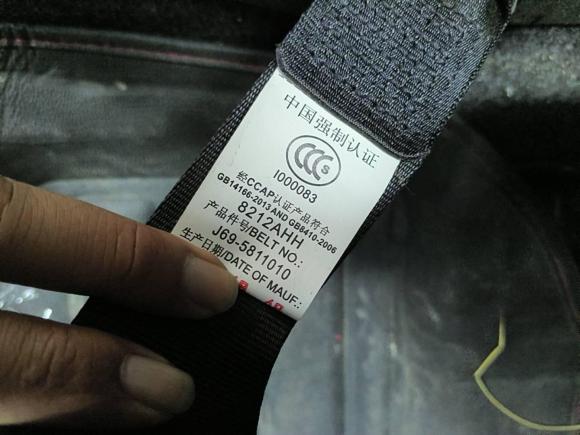 中国强制认证
CCC S
I000083
经CCAP认证产品符合
GB14166-2013 AND GB8410-2006
8212AHH
产品件号/BELT NO.:
J69-5811010
生产日期/DATE OF MAUF.: